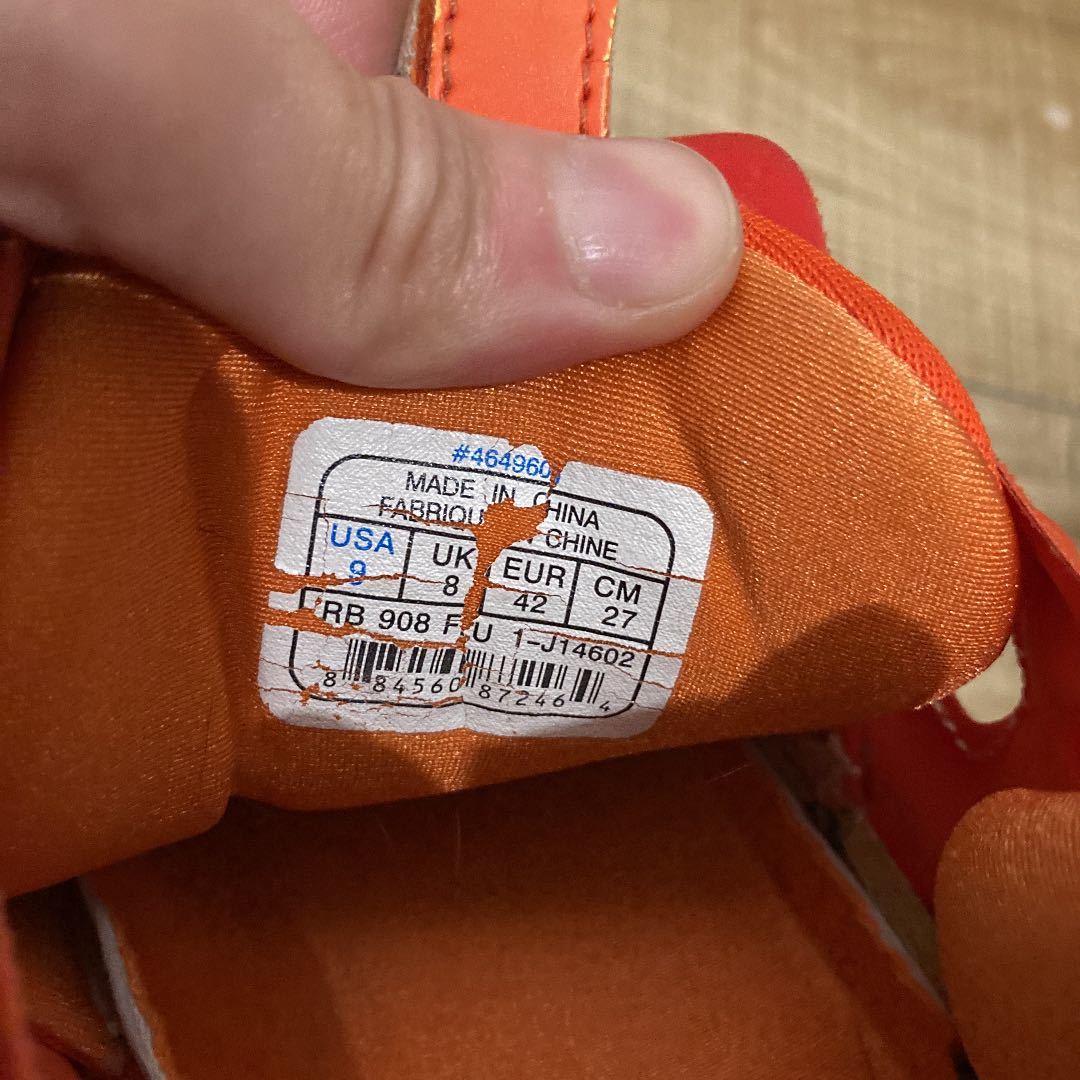 #464960
MADE IN CHINA
FABRIQU CHINE
USA UK EUR CM
9 8 42 27
RB 908 F U 1-J14602
8 84560 87246 4